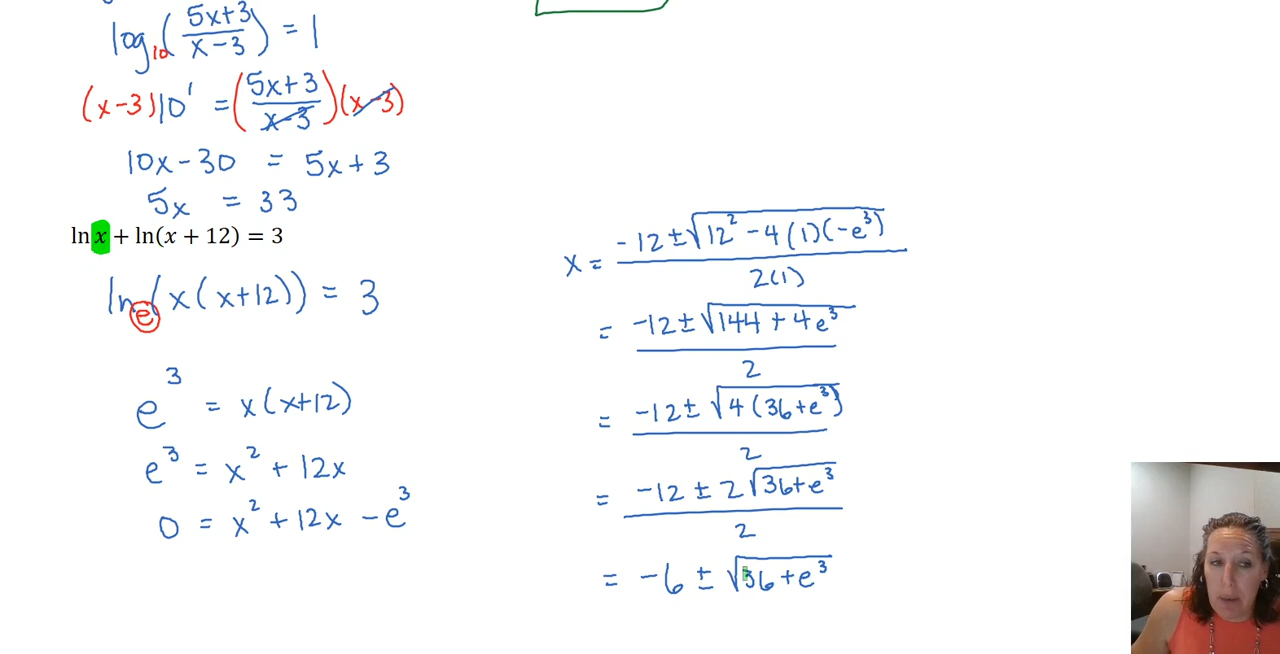 log₁₀((5x+3)/(x-3)) = 1
(x-3)10¹ = ((5x+3)/(x-3))(x-3)
10x - 30 = 5x + 3
5x = 33
ln x + ln(x + 12) = 3
lnₑ(x(x+12)) = 3
e³ = x(x+12)
e³ = x² + 12x
0 = x² + 12x - e³
x = (-12 ± √(12² - 4(1)(-e³)))/(2(1))
= (-12 ± √(144 + 4e³))/2
= (-12 ± √(4(36+e³)))/2
= (-12 ± 2√(36+e³))/2
= -6 ± √(36+e³)